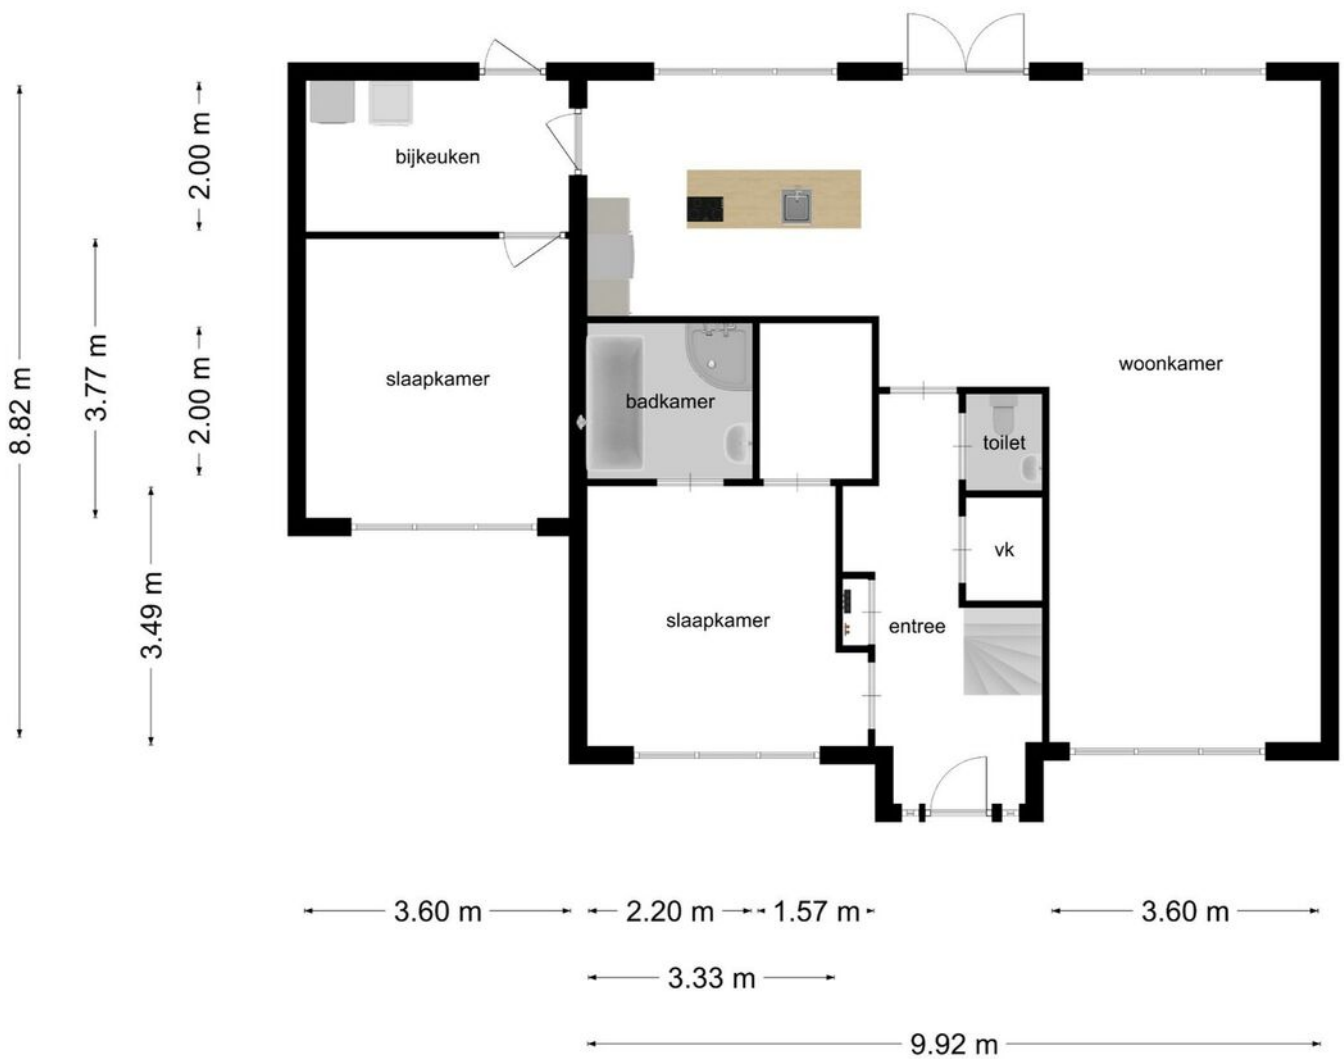 bijkeuken
2.00 m
slaapkamer
woonkamer
3.77 m
8.82 m
2.00 m
badkamer
toilet
vk
3.49 m
slaapkamer
entree
3.60 m
2.20 m
1.57 m
3.60 m
3.33 m
9.92 m